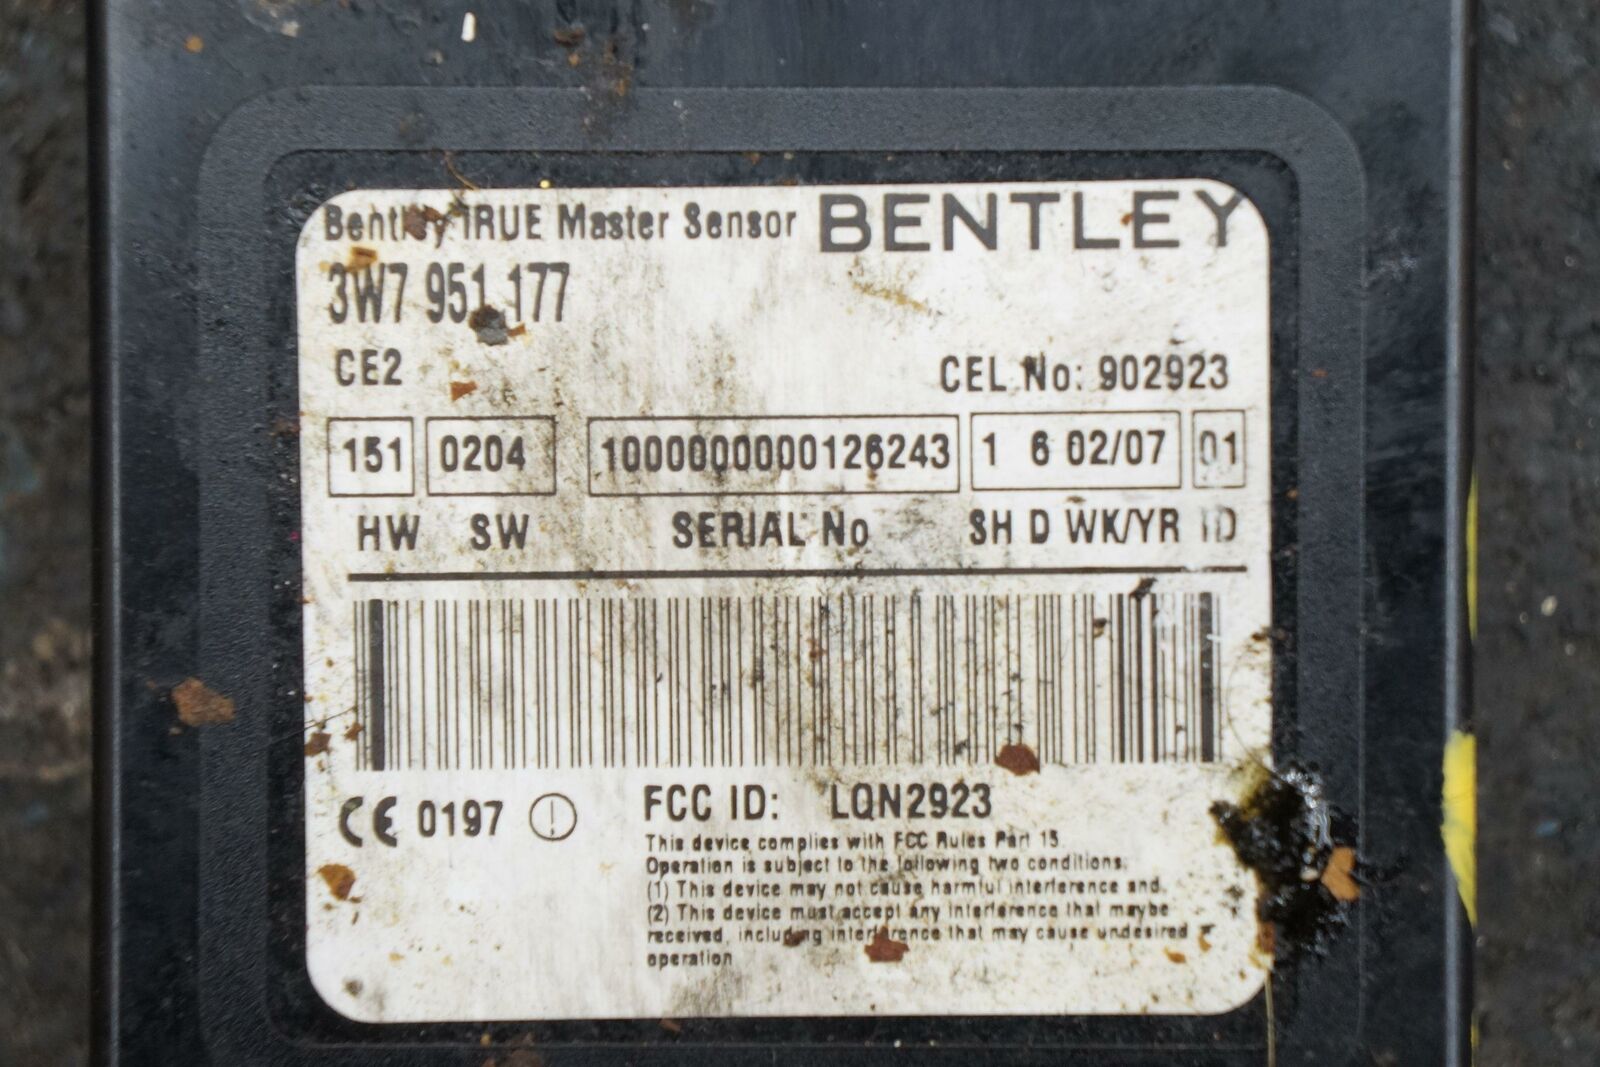 Bentley TRUE Master Sensor BENTLEY
3W7 951 177
CE2 CEL No: 902923
151 0204 1000000000126243 1 6 02/07 01
HW SW SERIAL No SH D WK/YR ID
CE 0197 FCC ID: LQN2923
This device complies with FCC Rules Part 15.
Operation is subject to the following two conditions:
(1) This device may not cause harmful interference and.
(2) This device must accept any interference that maybe
received, including interference that may cause undesired
operation